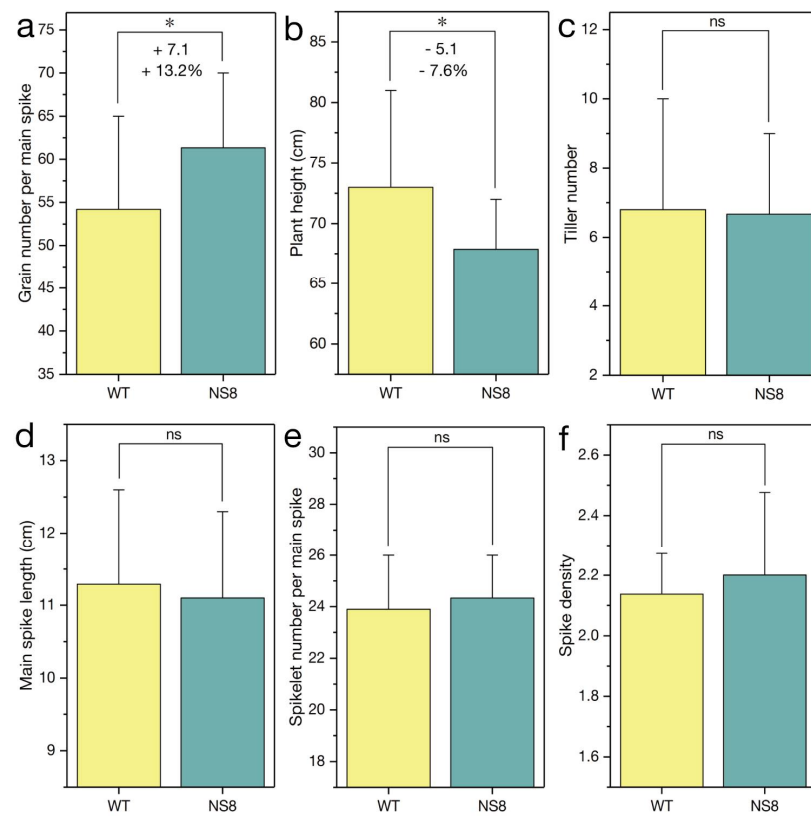 a
*
+ 7.1
+ 13.2%
Grain number per main spike
75
70
65
60
55
50
45
40
35
WT
NS8
b
*
- 5.1
- 7.6%
Plant height (cm)
85
80
75
70
65
60
WT
NS8
c
ns
Tiller number
12
10
8
6
4
2
WT
NS8
d
ns
Main spike length (cm)
13
12
11
10
9
WT
NS8
e
ns
Spikelet number per main spike
30
28
26
24
22
20
18
WT
NS8
f
ns
Spike density
2.6
2.4
2.2
2.0
1.8
1.6
WT
NS8